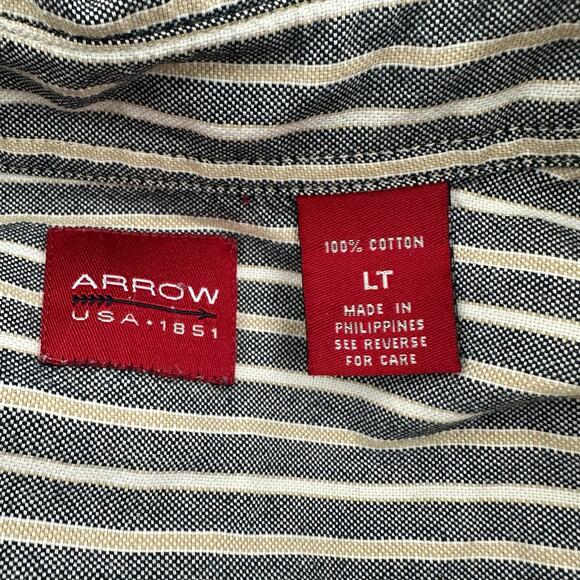 ARROW
USA • 1851
100% COTTON
LT
MADE IN
PHILIPPINES
SEE REVERSE
FOR CARE